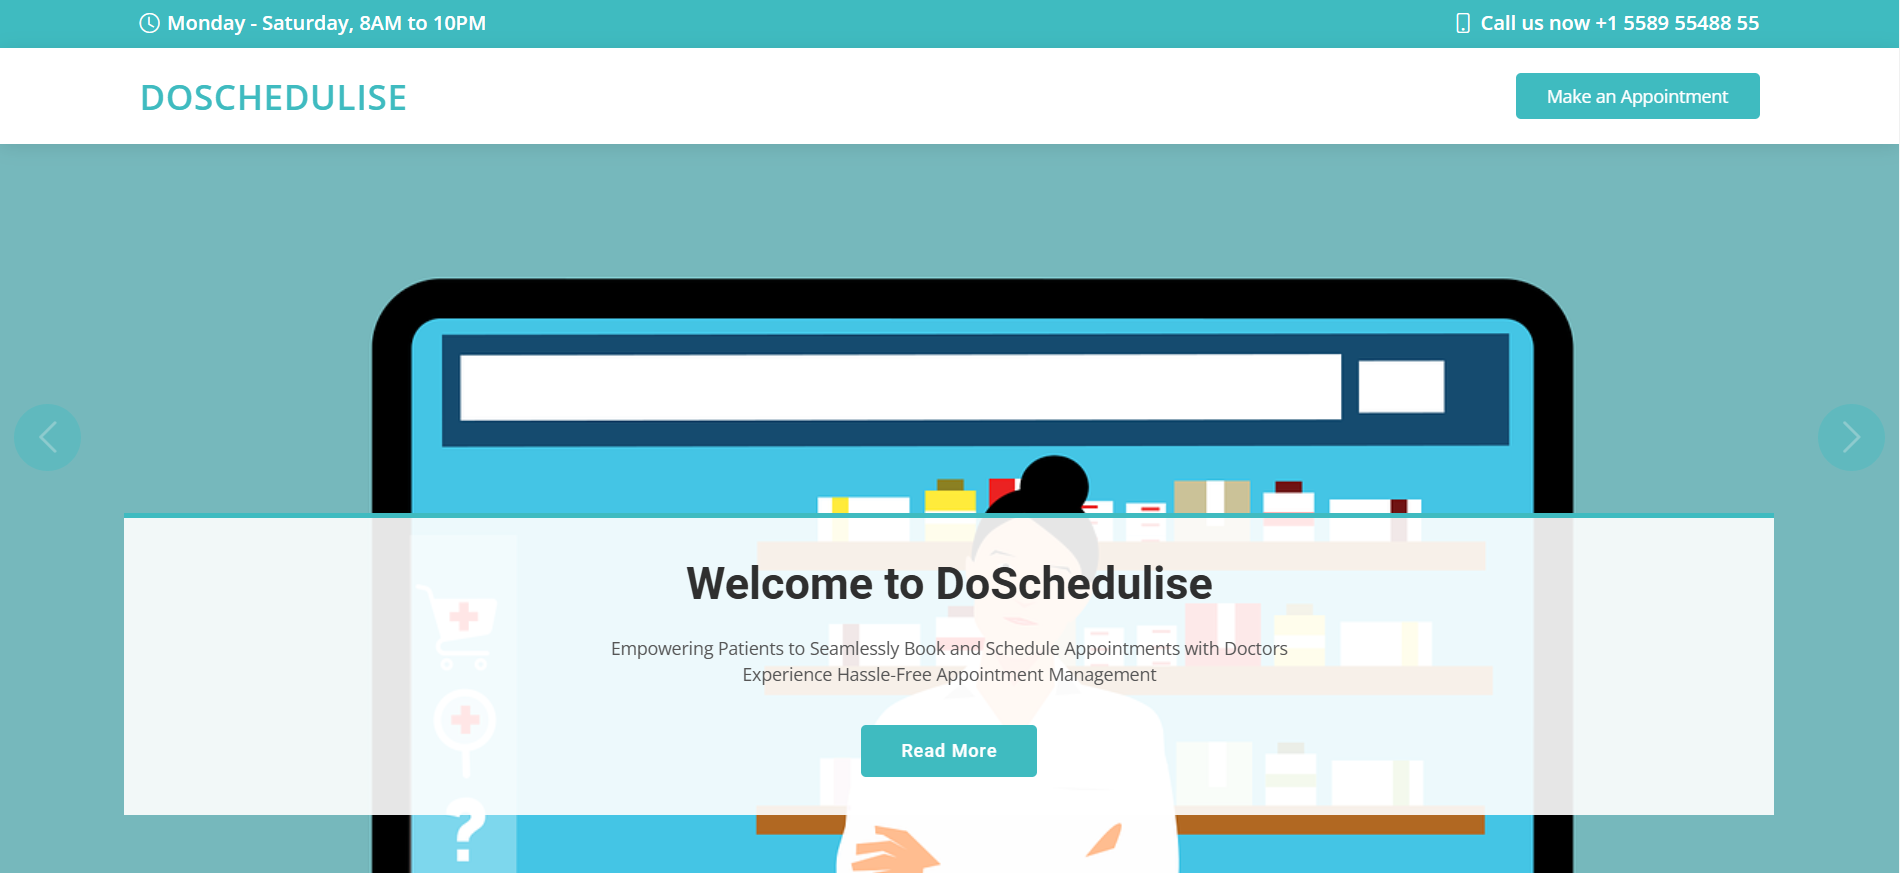 Monday - Saturday, 8AM to 10PM
Call us now +1 5589 55488 55
DOSCHEDULISE
Make an Appointment
Welcome to DoSchedulise
Empowering Patients to Seamlessly Book and Schedule Appointments with Doctors
Experience Hassle-Free Appointment Management
Read More
?